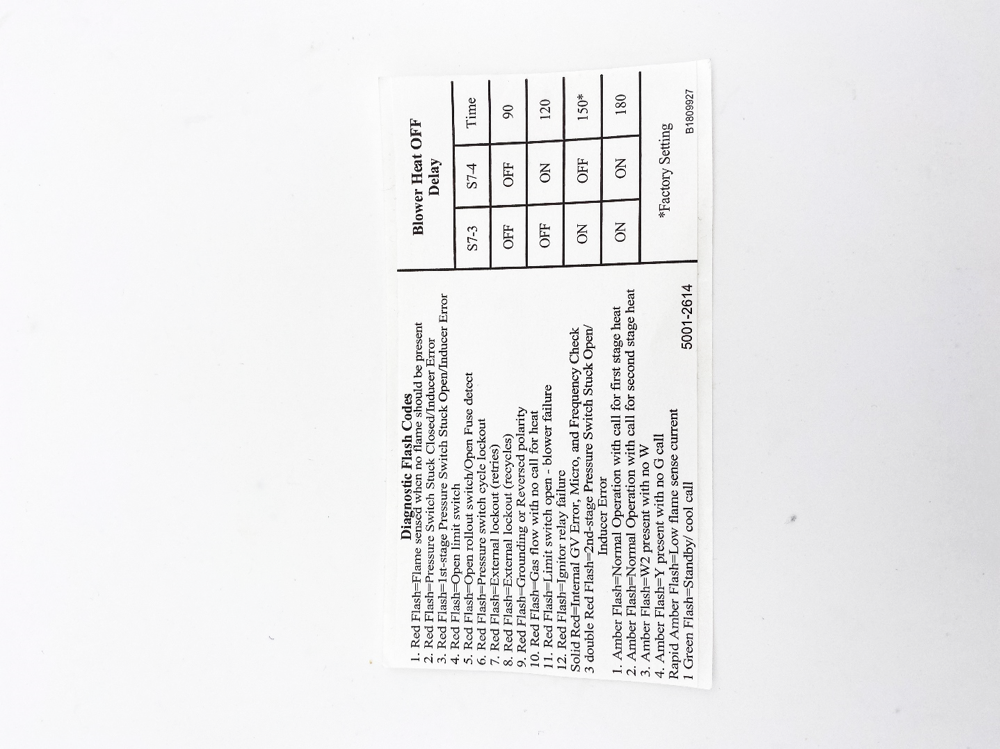 Diagnostic Flash Codes
1. Red Flash=Flame sensed when no flame should be present
2. Red Flash=Pressure Switch Stuck Closed/Inducer Error
3. Red Flash=1st-stage Pressure Switch Stuck Open/Inducer Error
4. Red Flash=Open limit switch
5. Red Flash=Open rollout switch/Open Fuse detect
6. Red Flash=Pressure switch cycle lockout
7. Red Flash=External lockout (retries)
8. Red Flash=External lockout (recycles)
9. Red Flash=Grounding or Reversed polarity
10. Red Flash=Gas flow with no call for heat
11. Red Flash=Limit switch open - blower failure
12. Red Flash=Ignitor relay failure
Solid Red=Internal GV Error, Micro, and Frequency Check
3 double Red Flash=2nd-stage Pressure Switch Stuck Open/
Inducer Error
1. Amber Flash=Normal Operation with call for first stage heat
2. Amber Flash=Normal Operation with call for second stage heat
3. Amber Flash=W2 present with no W
4. Amber Flash=Y present with no G call
Rapid Amber Flash=Low flame sense current
1 Green Flash=Standby/ cool call
5001-2614
Blower Heat OFF
Delay
S7-3 S7-4 Time
OFF OFF 90
OFF ON 120
ON OFF 150*
ON ON 180
*Factory Setting
B1809927